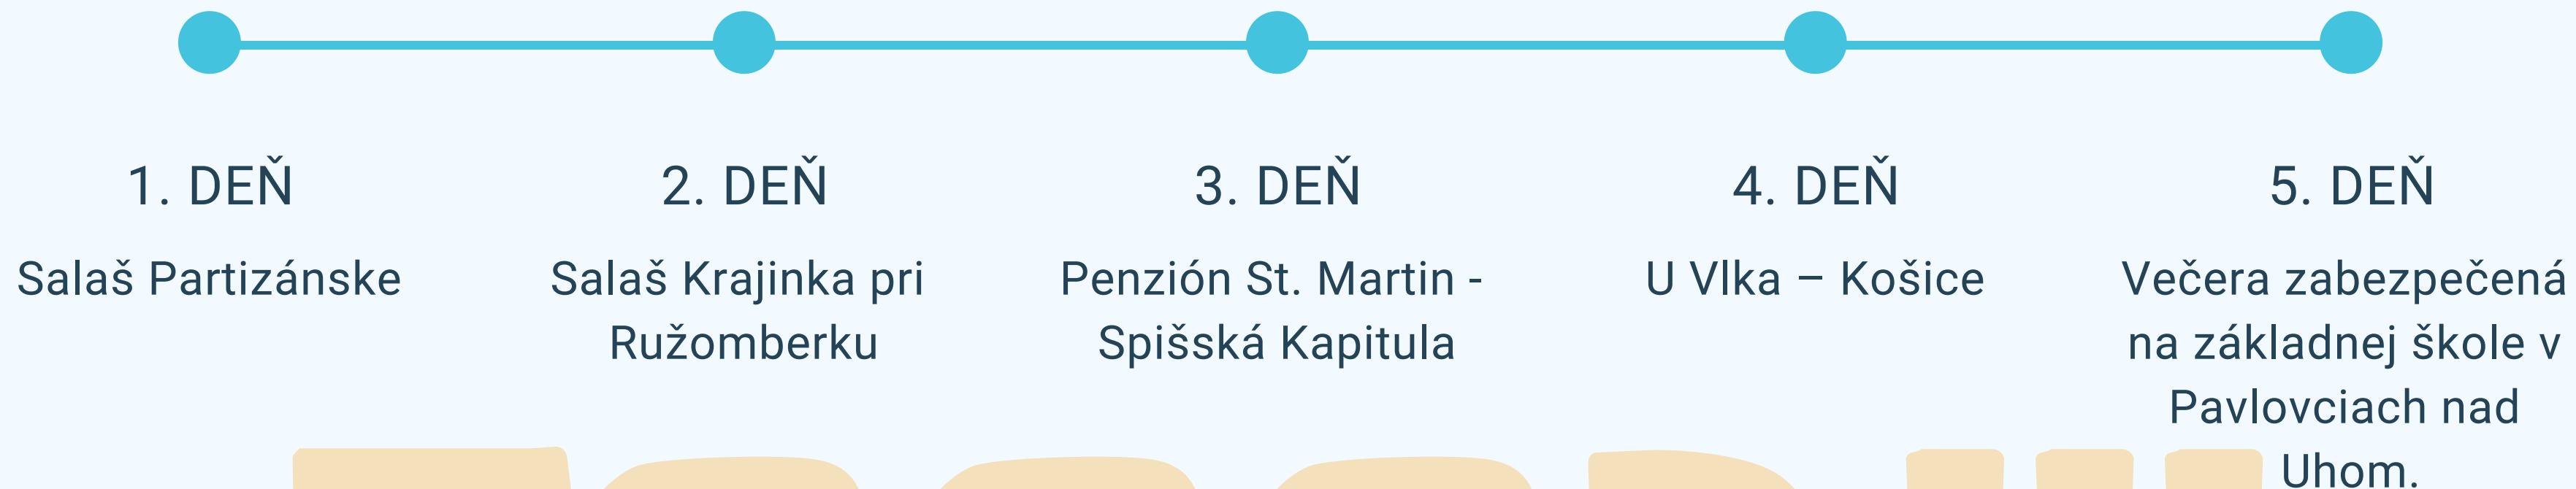 1. DEŇ
Salaš Partizánske
2. DEŇ
Salaš Krajinka pri
Ružomberku
3. DEŇ
Penzión St. Martin -
Spišská Kapitula
4. DEŇ
U Vlka – Košice
5. DEŇ
Večera zabezpečená
na základnej škole v
Pavlovciach nad
Uhom.